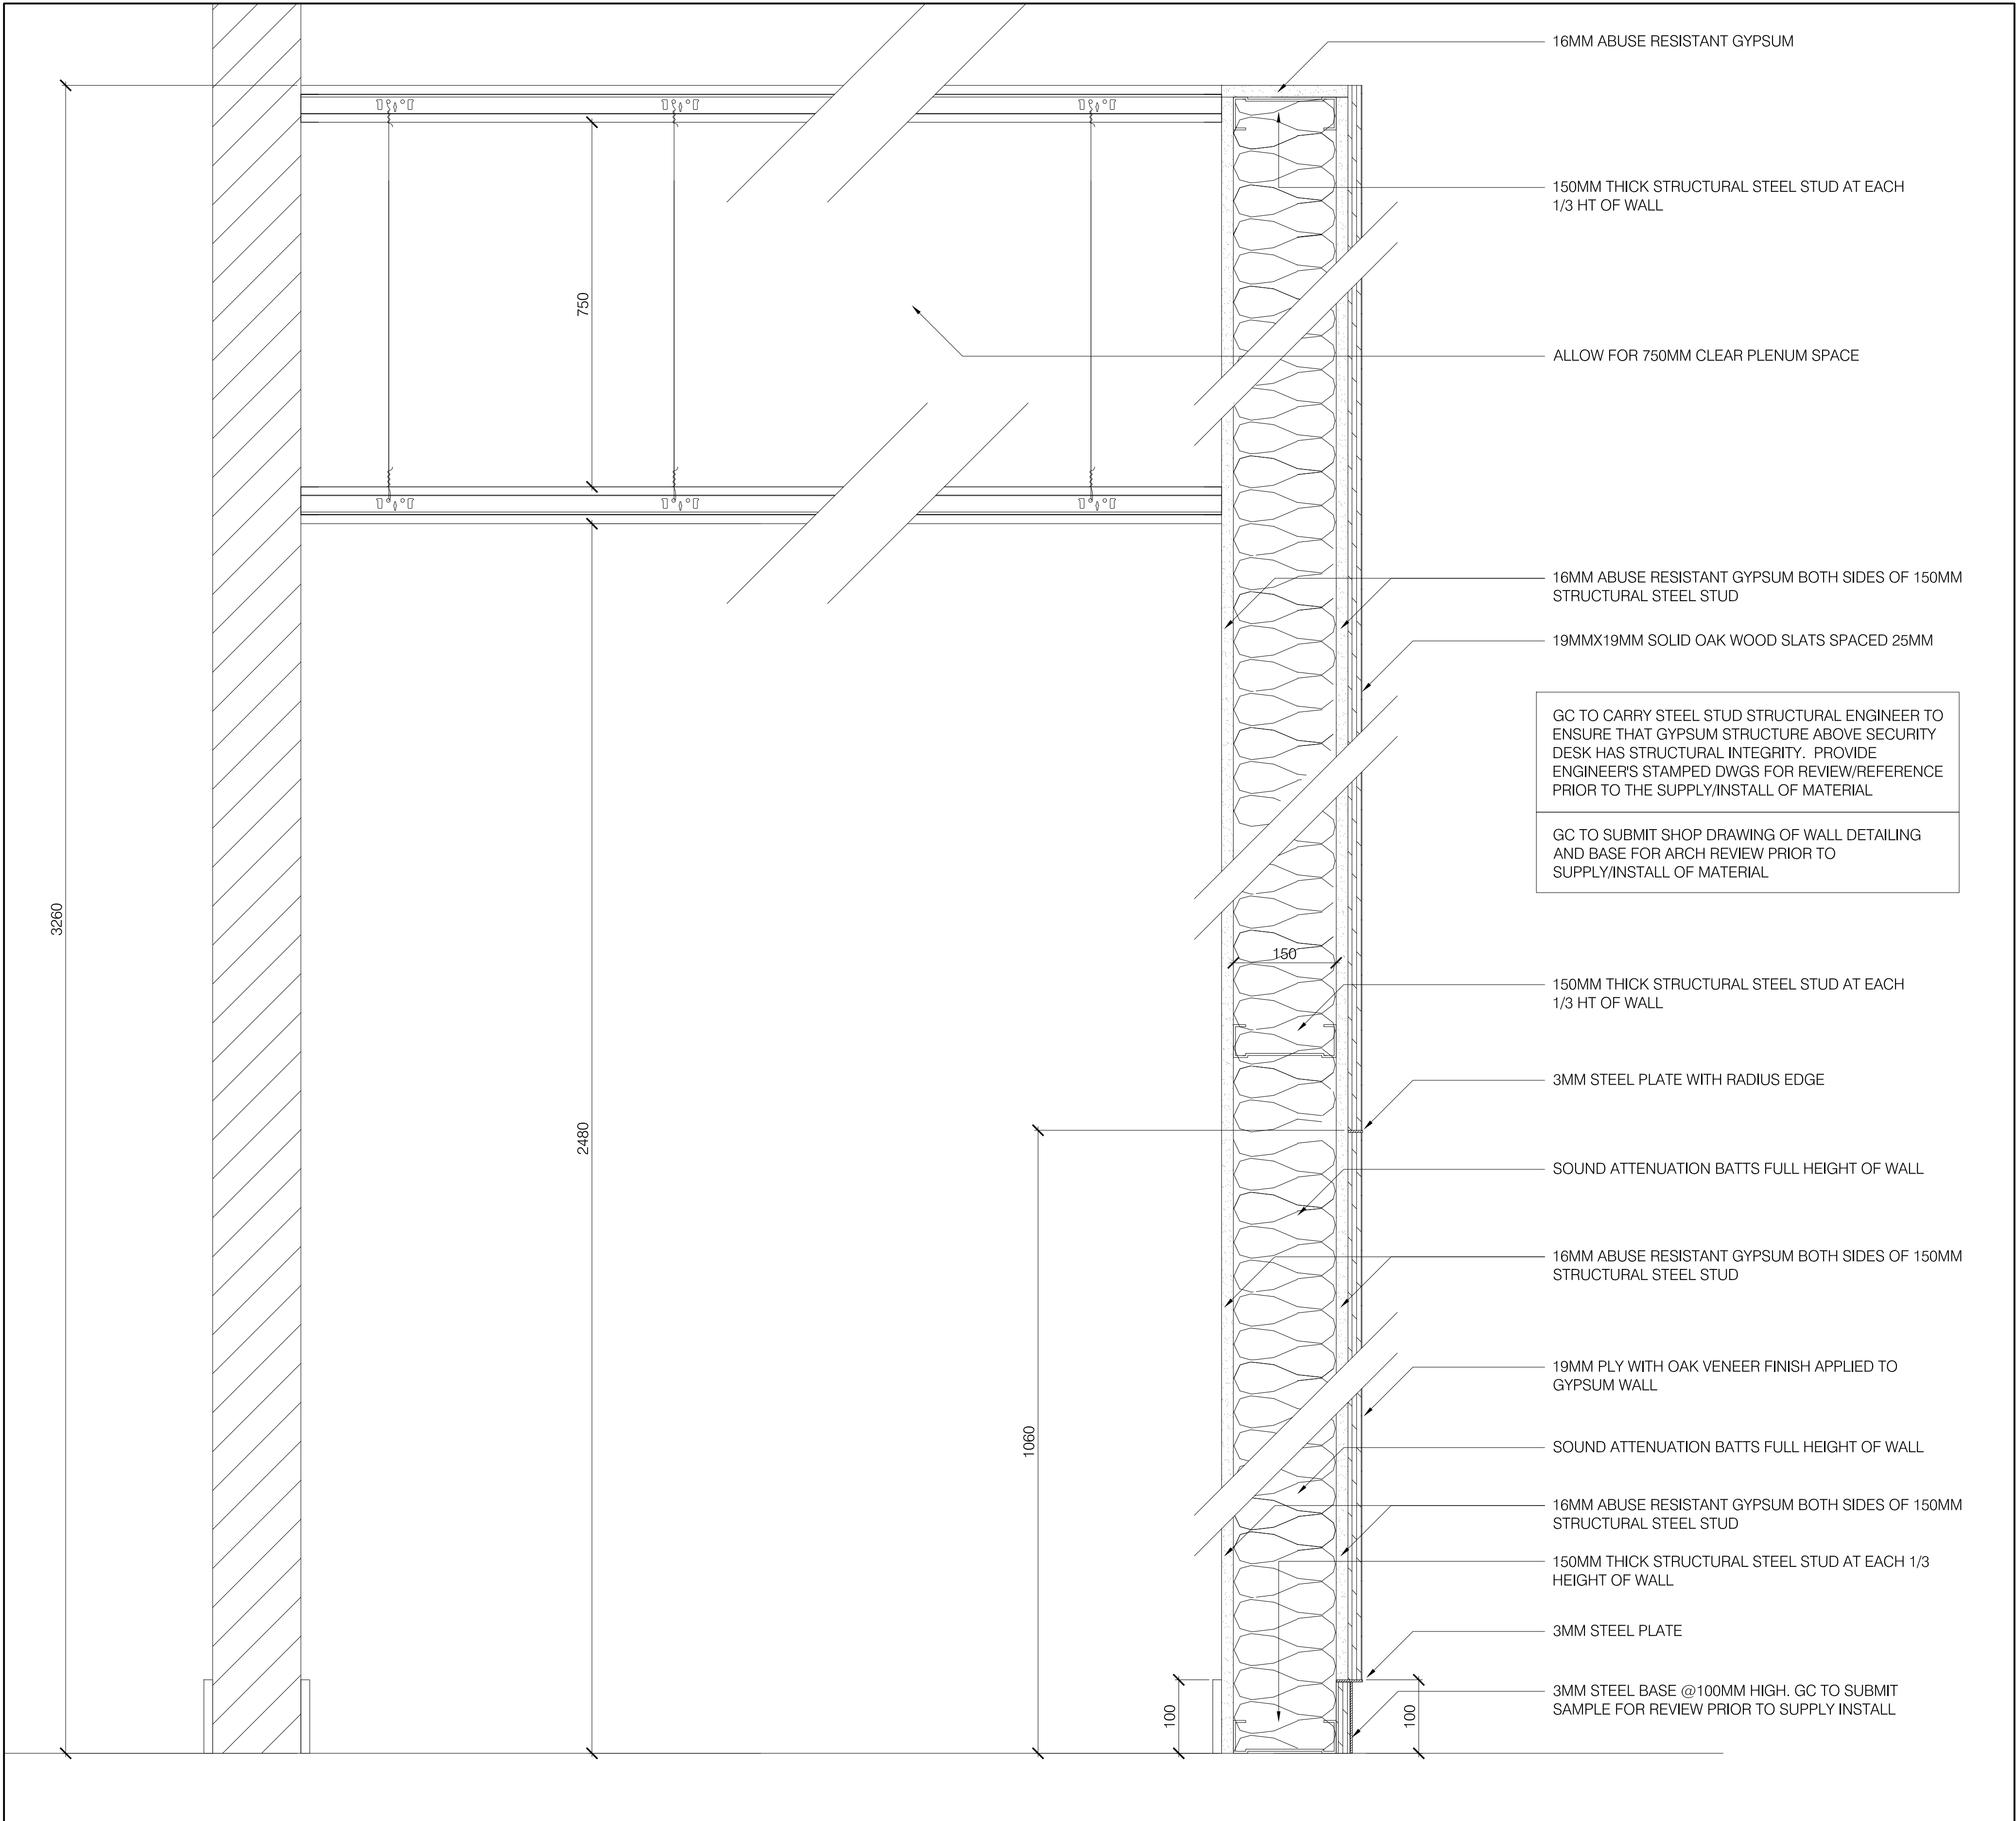 16MM ABUSE RESISTANT GYPSUM
150MM THICK STRUCTURAL STEEL STUD AT EACH
1/3 HT OF WALL
750
ALLOW FOR 750MM CLEAR PLENUM SPACE
16MM ABUSE RESISTANT GYPSUM BOTH SIDES OF 150MM
STRUCTURAL STEEL STUD
19MMX19MM SOLID OAK WOOD SLATS SPACED 25MM
GC TO CARRY STEEL STUD STRUCTURAL ENGINEER TO
ENSURE THAT GYPSUM STRUCTURE ABOVE SECURITY
DESK HAS STRUCTURAL INTEGRITY. PROVIDE
ENGINEER'S STAMPED DWGS FOR REVIEW/REFERENCE
PRIOR TO THE SUPPLY/INSTALL OF MATERIAL
GC TO SUBMIT SHOP DRAWING OF WALL DETAILING
AND BASE FOR ARCH REVIEW PRIOR TO
SUPPLY/INSTALL OF MATERIAL
3260
150
150MM THICK STRUCTURAL STEEL STUD AT EACH
1/3 HT OF WALL
3MM STEEL PLATE WITH RADIUS EDGE
2480
SOUND ATTENUATION BATTS FULL HEIGHT OF WALL
16MM ABUSE RESISTANT GYPSUM BOTH SIDES OF 150MM
STRUCTURAL STEEL STUD
19MM PLY WITH OAK VENEER FINISH APPLIED TO
GYPSUM WALL
1060
SOUND ATTENUATION BATTS FULL HEIGHT OF WALL
16MM ABUSE RESISTANT GYPSUM BOTH SIDES OF 150MM
STRUCTURAL STEEL STUD
150MM THICK STRUCTURAL STEEL STUD AT EACH 1/3
HEIGHT OF WALL
3MM STEEL PLATE
3MM STEEL BASE @100MM HIGH. GC TO SUBMIT
SAMPLE FOR REVIEW PRIOR TO SUPPLY INSTALL
100
100